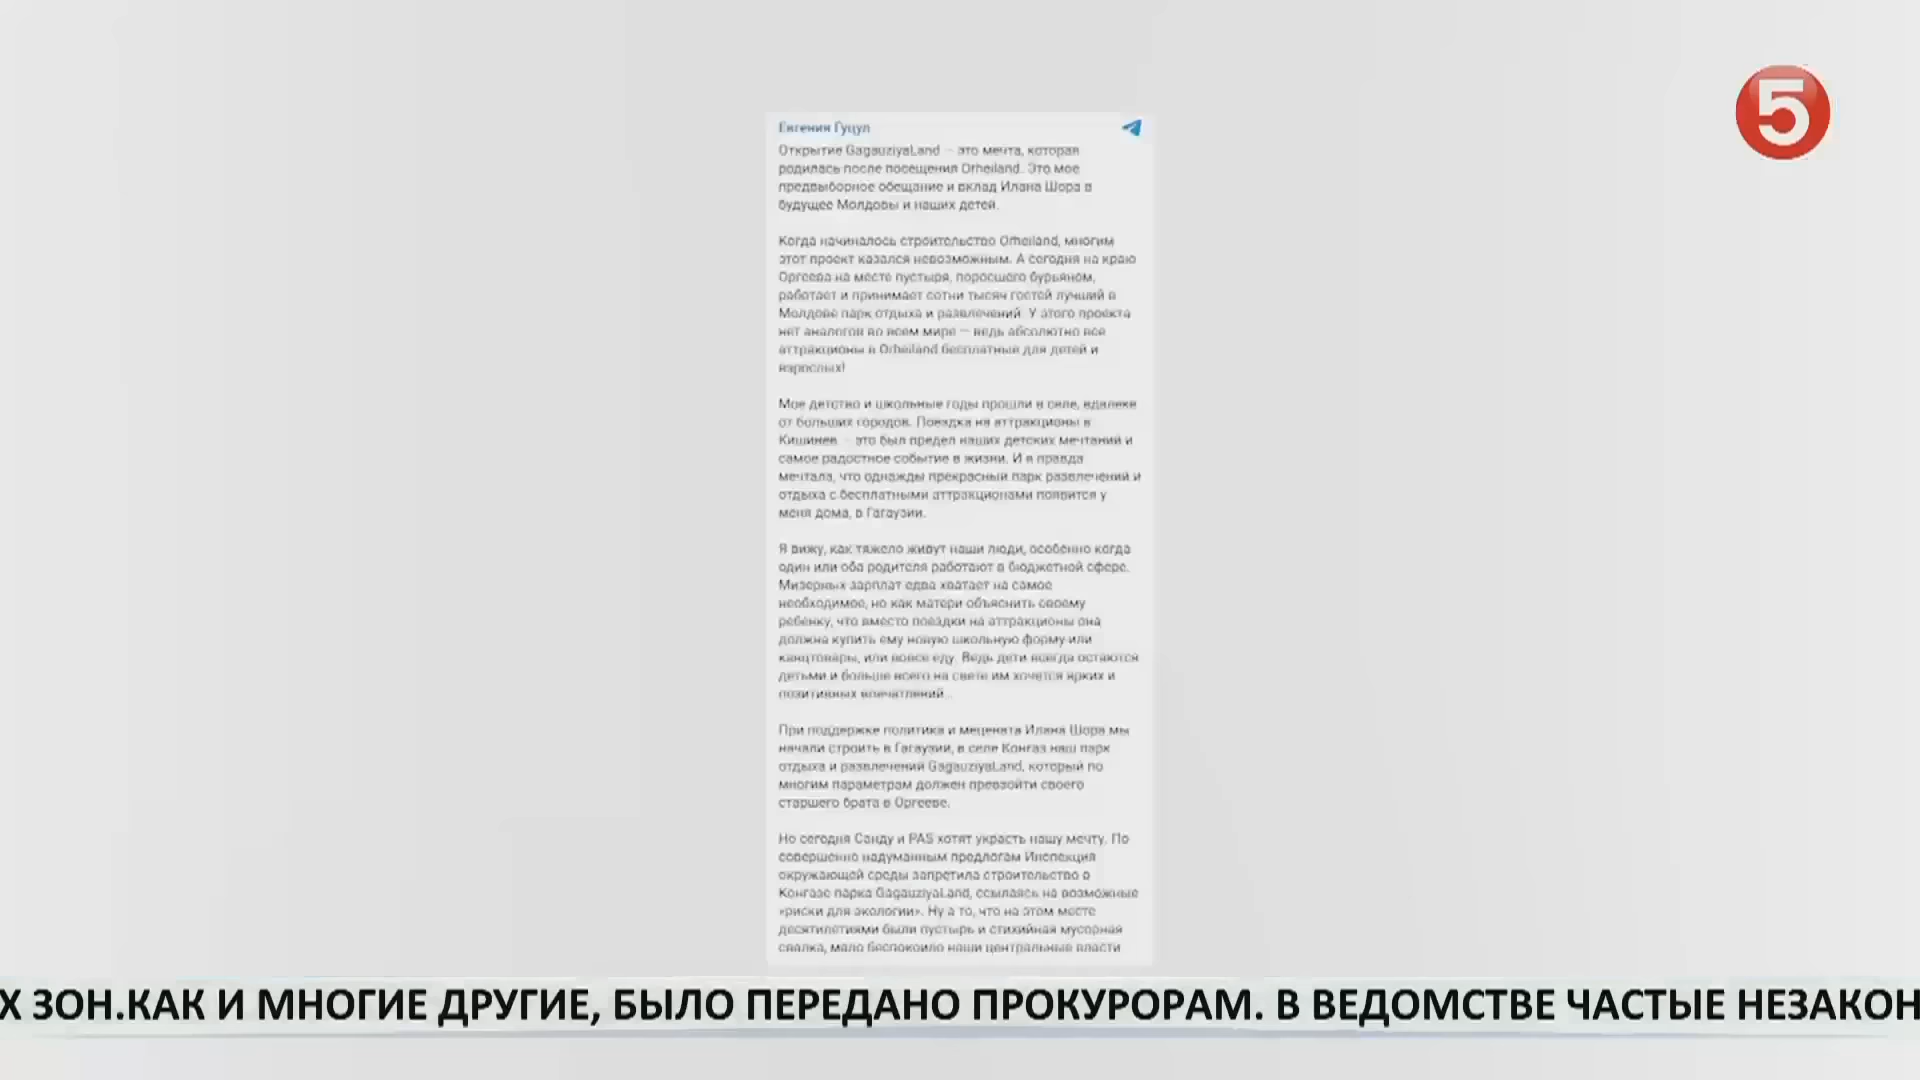 5
Евгения Гуцул
Открытие GagauziyaLand – это мечта, которая
родилась после посещения Orheiland. Это мое
предвыборное обещание и вклад Илана Шора в
будущее Молдовы и наших детей.
Когда начиналось строительство Orheiland, многим
этот проект казался невозможным. А сегодня на краю
Оргеева на месте пустыря, поросшего бурьяном,
работает и принимает сотни тысяч гостей лучший в
Молдове парк отдыха и развлечений. У этого проекта
нет аналогов во всем мире – ведь абсолютно все
аттракционы в Orheiland бесплатные для детей и
взрослых!
Мое детство и школьные годы прошли в селе, вдалеке
от больших городов. Поездка на аттракционы в
Кишинев – это был предел наших детских мечтаний и
самое радостное событие в жизни. И я правда
мечтала, что однажды прекрасный парк развлечений и
отдыха с бесплатными аттракционами появится у
меня дома, в Гагаузии.
Я вижу, как тяжело живут наши люди, особенно когда
один или оба родителя работают в бюджетной сфере.
Мизерных зарплат едва хватает на самое
необходимое, но как матери объяснить своему
ребенку, что вместо поездки на аттракционы она
должна купить ему новую школьную форму или
канцтовары, или вовсе еду. Ведь дети всегда остаются
детьми и больше всего на свете им хочется ярких и
позитивных впечатлений...
При поддержке политика и мецената Илана Шора мы
начали строить в Гагаузии, в селе Конгаз наш парк
отдыха и развлечений GagauziyaLand, который по
многим параметрам должен превзойти своего
старшего брата в Оргееве.
Но сегодня Санду и PAS хотят украсть нашу мечту. По
совершенно надуманным предлогам Инспекция
окружающей среды запретила строительство в
Конгазе парка GagauziyaLand, ссылаясь на возможные
«риски для экологии». Ну а то, что на этом месте
десятилетиями были пустырь и стихийная мусорная
свалка, мало беспокоило наши центральные власти
Х ЗОН.КАК И МНОГИЕ ДРУГИЕ, БЫЛО ПЕРЕДАНО ПРОКУРОРАМ. В ВЕДОМСТВЕ ЧАСТЫЕ НЕЗАКОН